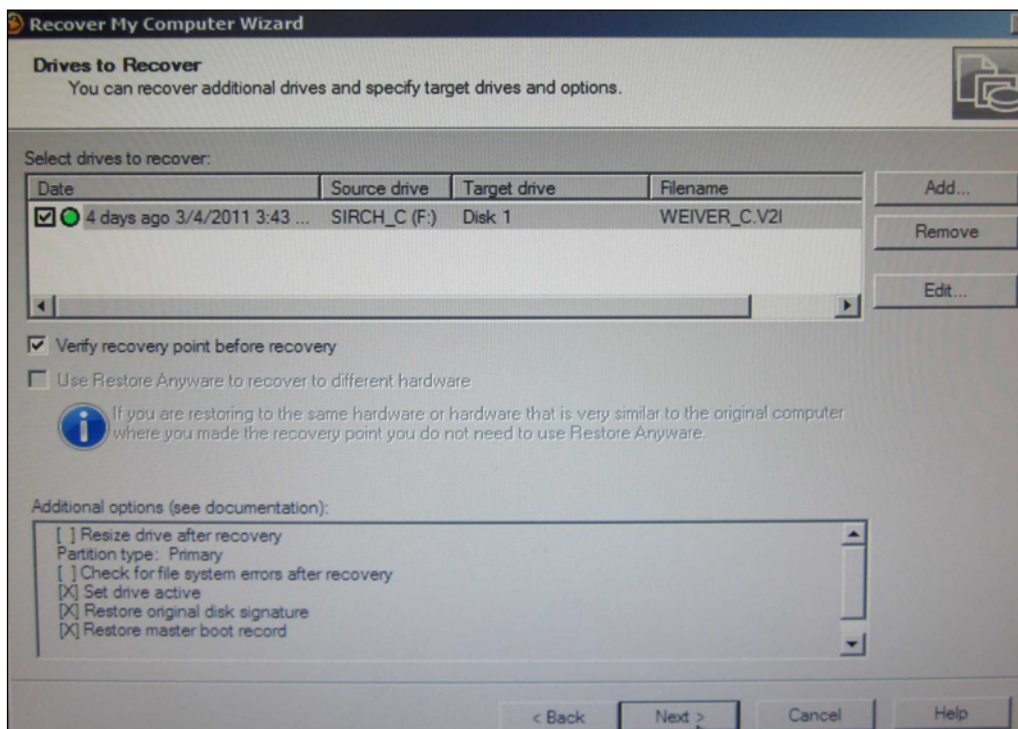 Recover My Computer Wizard
Drives to Recover
You can recover additional drives and specify target drives and options.
Select drives to recover:
Date Source drive Target drive Filename
4 days ago 3/4/2011 3:43 ... SIRCH_C (F:) Disk 1 WEIVER_C.V2I
Add...
Remove
Edit...
Verify recovery point before recovery
Use Restore Anyware to recover to different hardware
If you are restoring to the same hardware or hardware that is very similar to the original computer
where you made the recovery point you do not need to use Restore Anyware.
Additional options (see documentation):
[ ] Resize drive after recovery
Partition type: Primary
[ ] Check for file system errors after recovery
[X] Set drive active
[X] Restore original disk signature
[X] Restore master boot record
< Back Next > Cancel Help